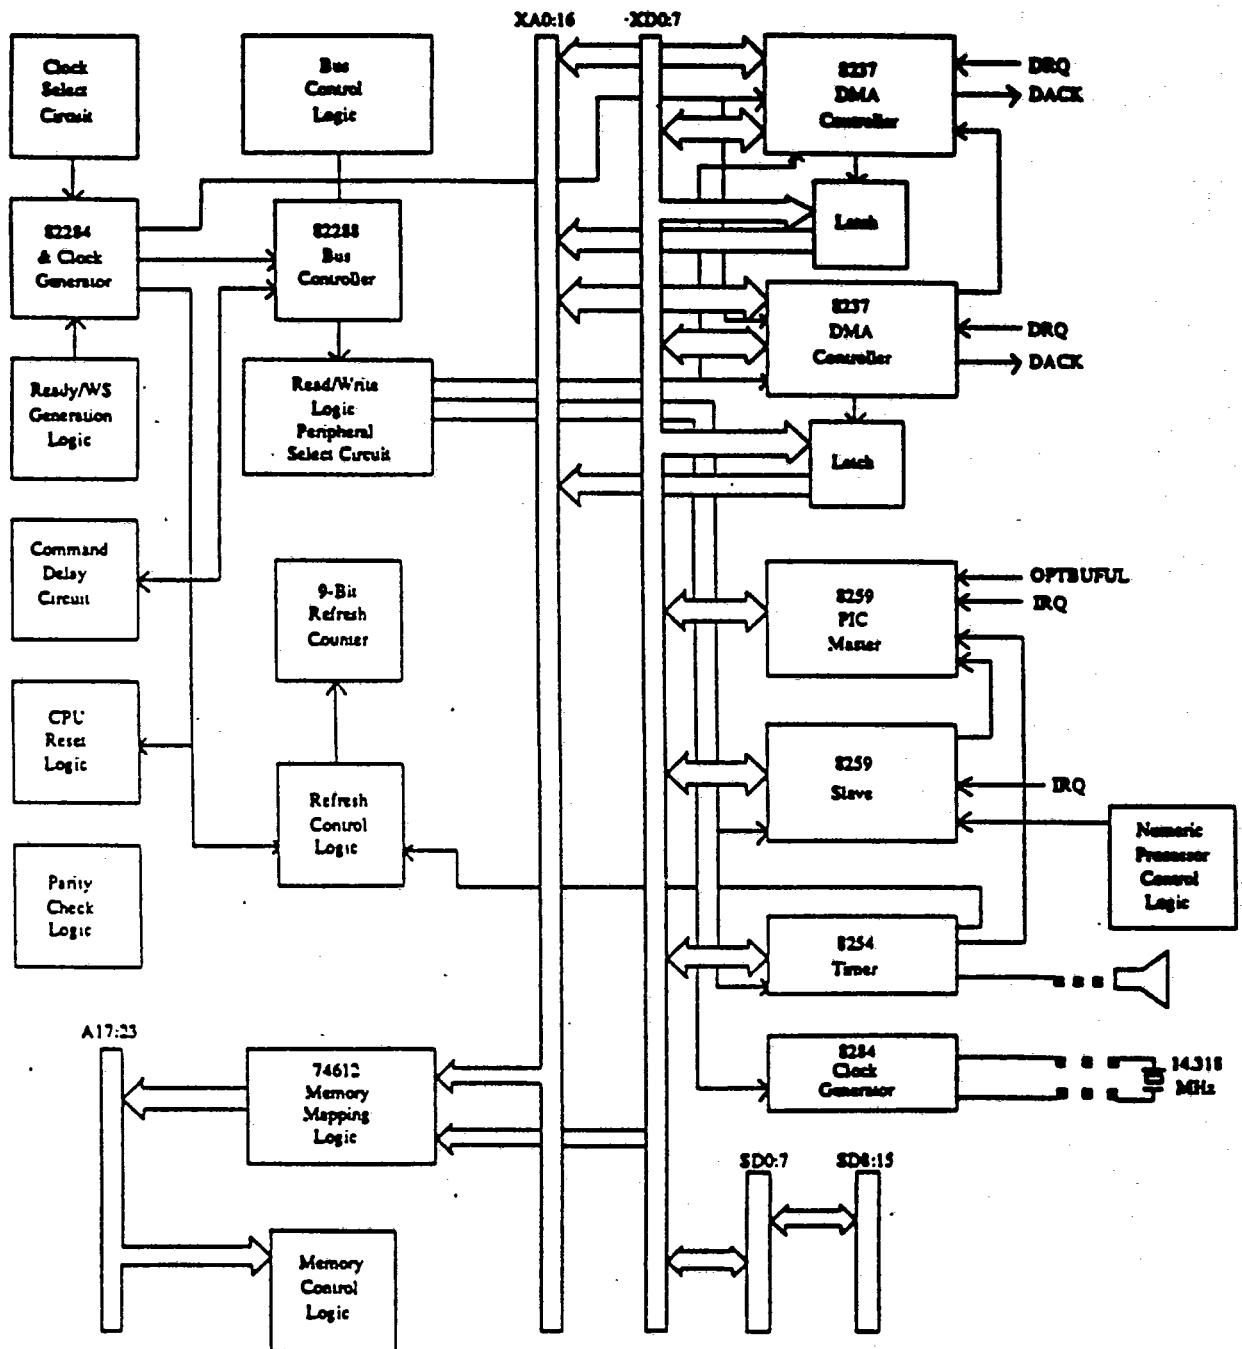 XA0:16
XD0:7
Clock
Select
Circuit
Bus
Control
Logic
8237
DMA
Controller
DRQ
DACK
82284
& Clock
Generator
82288
Bus
Controller
Latch
8237
DMA
Controller
DRQ
DACK
Ready/WS
Generation
Logic
Read/Write
Logic
Peripheral
Select Circuit
Latch
Command
Delay
Circuit
9-Bit
Refresh
Counter
8259
PIC
Master
OPTBUFUL
IRQ
CPU
Reset
Logic
Refresh
Control
Logic
8259
Slave
IRQ
Numeric
Processor
Control
Logic
Parity
Check
Logic
8254
Timer
A17:23
74612
Memory
Mapping
Logic
8284
Clock
Generator
14.318
MHz
SD0:7
SD8:15
Memory
Control
Logic